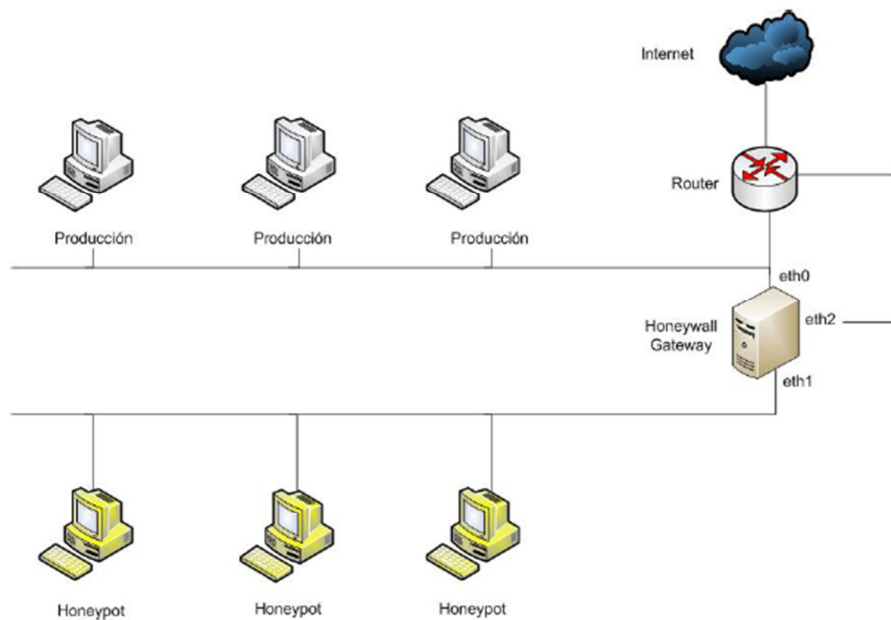 Internet
Router
Producción
Producción
Producción
eth0
Honeywall
Gateway
eth2
eth1
Honeypot
Honeypot
Honeypot